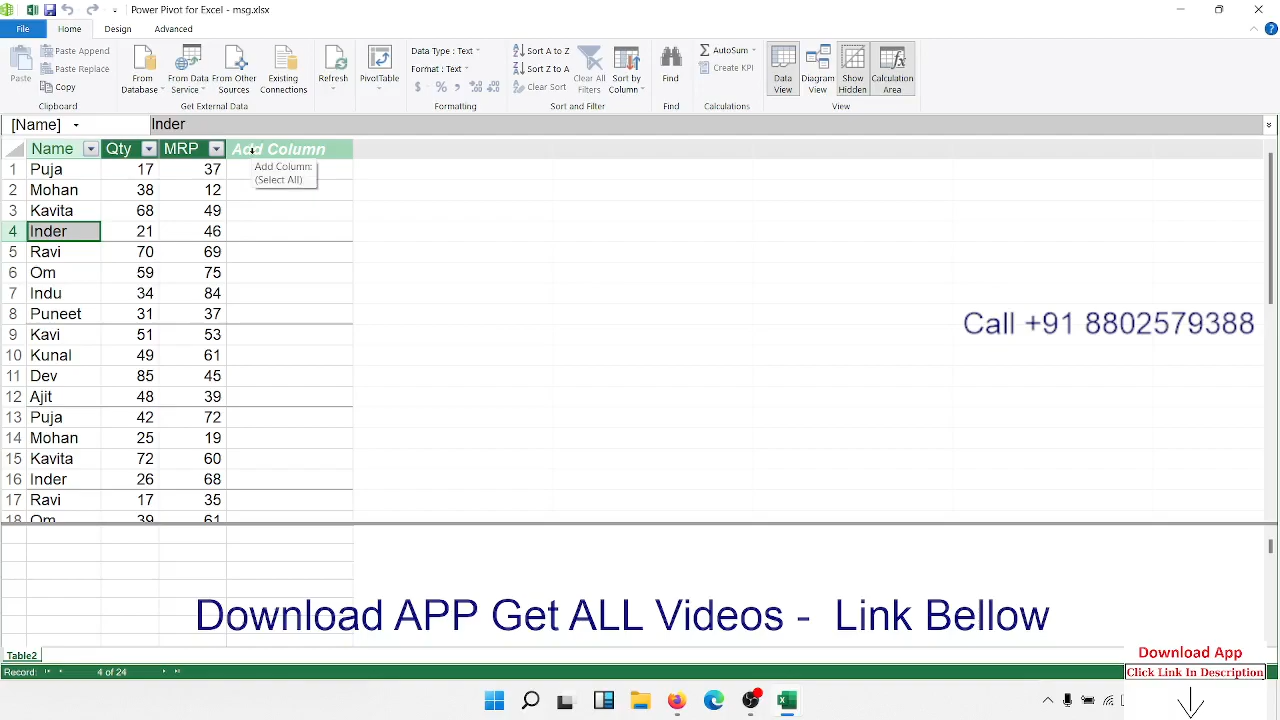 Power Pivot for Excel - msg.xlsx
File Home Design Advanced
Paste
Paste Append
Paste Replace
Copy
Clipboard
From Database
From Data Service
From Other Sources
Existing Connections
Get External Data
Refresh
PivotTable
Data Type : Text
Format : Text
$ % ,
Formatting
Sort A to Z
Sort Z to A
Clear Sort
Clear All Filters
Sort by Column
Sort and Filter
Find
Find
AutoSum
Create KPI
Calculations
Data View
Diagram View
Show Hidden
Calculation Area
View
[Name] Inder
Name Qty MRP Add Column
Add Column:
(Select All)
1 Puja 17 37
2 Mohan 38 12
3 Kavita 68 49
4 Inder 21 46
5 Ravi 70 69
6 Om 59 75
7 Indu 34 84
8 Puneet 31 37
9 Kavi 51 53
10 Kunal 49 61
11 Dev 85 45
12 Ajit 48 39
13 Puja 42 72
14 Mohan 25 19
15 Kavita 72 60
16 Inder 26 68
17 Ravi 17 35
18 Om 39 61
Call +91 8802579388
Download APP Get ALL Videos - Link Bellow
Table2
Record: 4 of 24
Download App
Click Link In Description